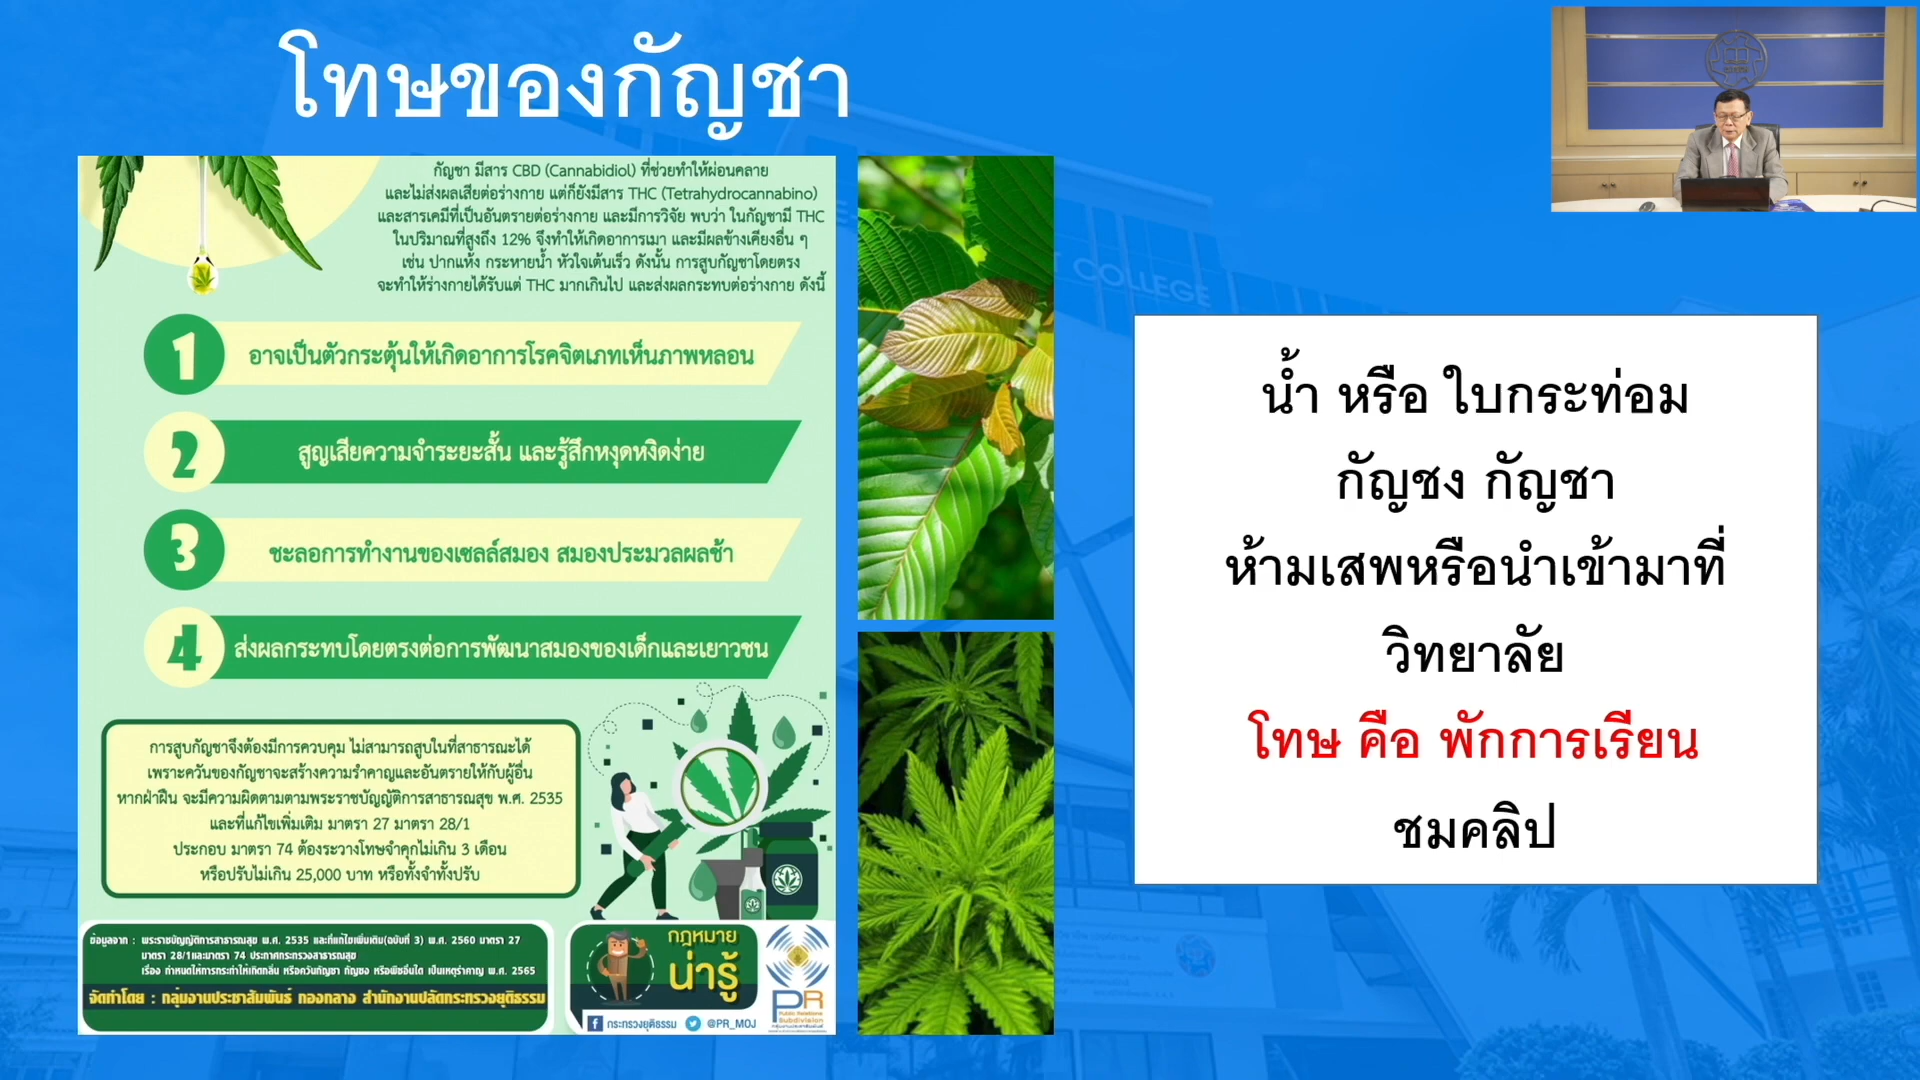 โทษของกัญชา
กัญชา มีสาร CBD (Cannabidiol) ที่ช่วยทำให้ผ่อนคลาย
และไม่ส่งผลเสียต่อร่างกาย แต่ก็ยังมีสาร THC (Tetrahydrocannabino)
และสารเคมีที่เป็นอันตรายต่อร่างกาย และมีการวิจัย พบว่า ในกัญชามี THC
ในปริมาณที่สูงถึง 12% จึงทำให้เกิดอาการเมา และมีผลข้างเคียงอื่น ๆ
เช่น ปากแห้ง กระหายน้ำ หัวใจเต้นเร็ว ดังนั้น การสูบกัญชาโดยตรง
จะทำให้ร่างกายได้รับแต่ THC มากเกินไป และส่งผลกระทบต่อร่างกาย ดังนี้
1 อาจเป็นตัวกระตุ้นให้เกิดอาการโรคจิตเภทเห็นภาพหลอน
2 สูญเสียความจำระยะสั้น และรู้สึกหงุดหงิดง่าย
3 ชะลอการทำงานของเซลล์สมอง สมองประมวลผลช้า
4 ส่งผลกระทบโดยตรงต่อการพัฒนาสมองของเด็กและเยาวชน
การสูบกัญชาจึงต้องมีการควบคุม ไม่สามารถสูบในที่สาธารณะได้
เพราะควันของกัญชาจะสร้างความรำคาญและอันตรายให้กับผู้อื่น
หากฝ่าฝืน จะมีความผิดตามตามพระราชบัญญัติการสาธารณสุข พ.ศ. 2535
และที่แก้ไขเพิ่มเติม มาตรา 27 มาตรา 28/1
ประกอบ มาตรา 74 ต้องระวางโทษจำคุกไม่เกิน 3 เดือน
หรือปรับไม่เกิน 25,000 บาท หรือทั้งจำทั้งปรับ
ข้อมูลจาก : พระราชบัญญัติการสาธารณสุข พ.ศ. 2535 และที่แก้ไขเพิ่มเติม(ฉบับที่ 3) พ.ศ. 2560 มาตรา 27
มาตรา 28/1และมาตรา 74 ประกาศกระทรวงสาธารณสุข
เรื่อง กำหนดให้การกระทำให้เกิดกลิ่น หรือควันกัญชา กัญชง หรือพืชอื่นใด เป็นเหตุรำคาญ พ.ศ. 2565
จัดทำโดย : กลุ่มงานประชาสัมพันธ์ กองกลาง สำนักงานปลัดกระทรวงยุติธรรม
กฎหมาย
น่ารู้
กระทรวงยุติธรรม @PR_MOJ
PR
Public Relations
Subdivision
น้ำ หรือ ใบกระท่อม
กัญชง กัญชา
ห้ามเสพหรือนำเข้ามาที่
วิทยาลัย
โทษ คือ พักการเรียน
ชมคลิป
COLLEGE